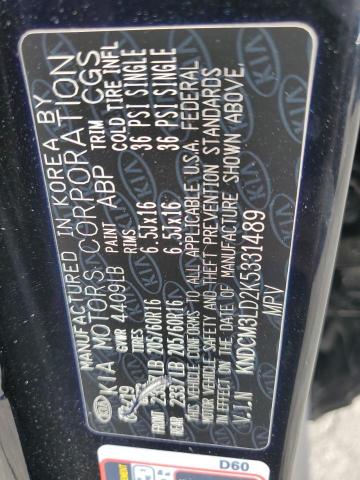 MANUFACTURED IN KOREA BY
KIA MOTORS CORPORATION
GVWR 4409LB PAINT ABP TRIM CGS
TIRES RIMS COLD TIRE INFL
FRONT LB 205/60R16 6.5JX16 36 PSI SINGLE
REAR LB 205/60R16 6.5JX16 36 PSI SINGLE
THIS VEHICLE CONFORMS TO ALL APPLICABLE U.S.A. FEDERAL
MOTOR VEHICLE SAFETY AND THEFT PREVENTION STANDARDS
IN EFFECT ON THE DATE OF MANUFACTURE SHOWN ABOVE.
V.I.N KNDCM3LD2K5331489
MPV
D60